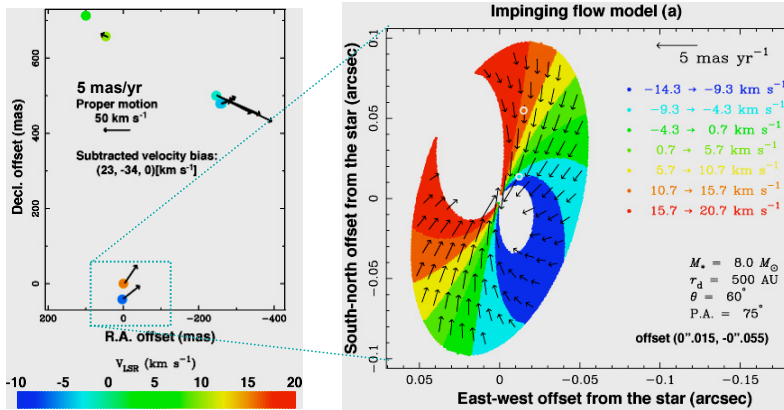 Impinging flow model (a)
600
400
200
0
Decl. offset (mas)
5 mas/yr
Proper motion
50 km s⁻¹
Subtracted velocity bias:
(23, -34, 0)[km s⁻¹]
200
0
-200
-400
R.A. offset (mas)
V_LSR (km s⁻¹)
-10
-5
0
5
10
15
20
South-north offset from the star (arcsec)
0.1
0.05
0
-0.05
-0.1
5 mas yr⁻¹
-14.3 → -9.3 km s⁻¹
-9.3 → -4.3 km s⁻¹
-4.3 → 0.7 km s⁻¹
0.7 → 5.7 km s⁻¹
5.7 → 10.7 km s⁻¹
10.7 → 15.7 km s⁻¹
15.7 → 20.7 km s⁻¹
M* = 8.0 M⊙
r_d = 500 AU
θ = 60°
P.A. = 75°
offset (0".015, -0".055)
0.05
0
-0.05
-0.1
-0.15
East-west offset from the star (arcsec)